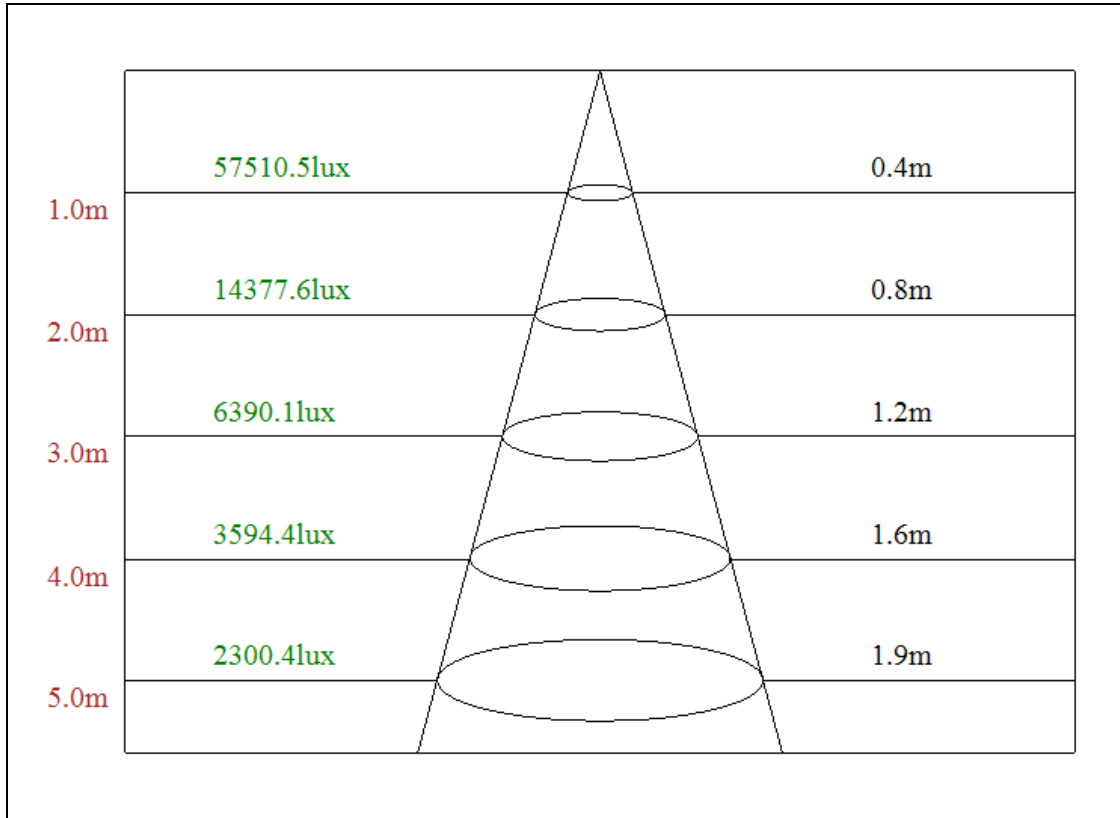 57510.5lux 0.4m
1.0m
14377.6lux 0.8m
2.0m
6390.1lux 1.2m
3.0m
3594.4lux 1.6m
4.0m
2300.4lux 1.9m
5.0m